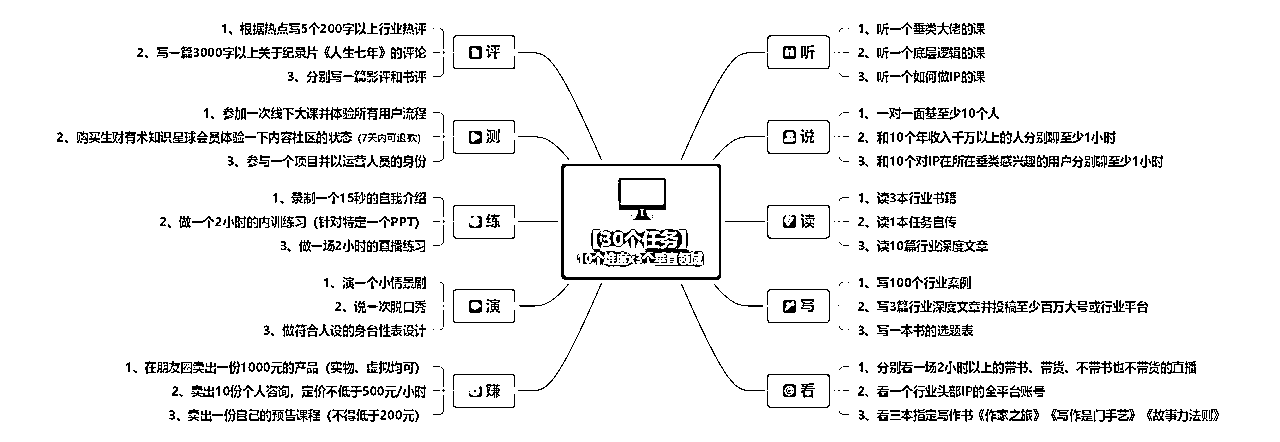 1、根据热点写5个200字以上行业热评
2、写一篇3000字以上关于纪录片《人生七年》的评论
3、分别写一篇影评和书评
评
1、参加一次线下大课并体验所有用户流程
2、购买生财有术知识星球会员体验一下内容社区的状态（7天内可退款）
3、参与一个项目并以运营人员的身份
测
1、录制一个15秒的自我介绍
2、做一个2小时的内训练习（针对特定一个PPT）
3、做一场2小时的直播练习
练
1、演一个小情景剧
2、说一次脱口秀
3、做符合人设的身台性表设计
演
1、在朋友圈卖出一份1000元的产品（实物、虚拟均可）
2、卖出10份个人咨询，定价不低于500元/小时
3、卖出一份自己的预告课程（不得低于200元）
赚
【30个任务】
10个维度x3个垂直领域
听
1、听一个垂类大佬的课
2、听一个底层逻辑的课
3、听一个如何做IP的课
说
1、一对一面基至少10个人
2、和10个年收入千万以上的人分别聊至少1小时
3、和10个对IP在所在垂类感兴趣的用户分别聊至少1小时
读
1、读3本行业书籍
2、读1本任务自传
3、读10篇行业深度文章
写
1、写100个行业案例
2、写3篇行业深度文章并投稿至少百万大号或行业平台
3、写一本书的选题表
看
1、分别看一场2小时以上的带书、带货、不带书也不带货的直播
2、看一个行业头部IP的全平台账号
3、看三本指定写作书《作家之旅》《写作是门手艺》《故事力法则》